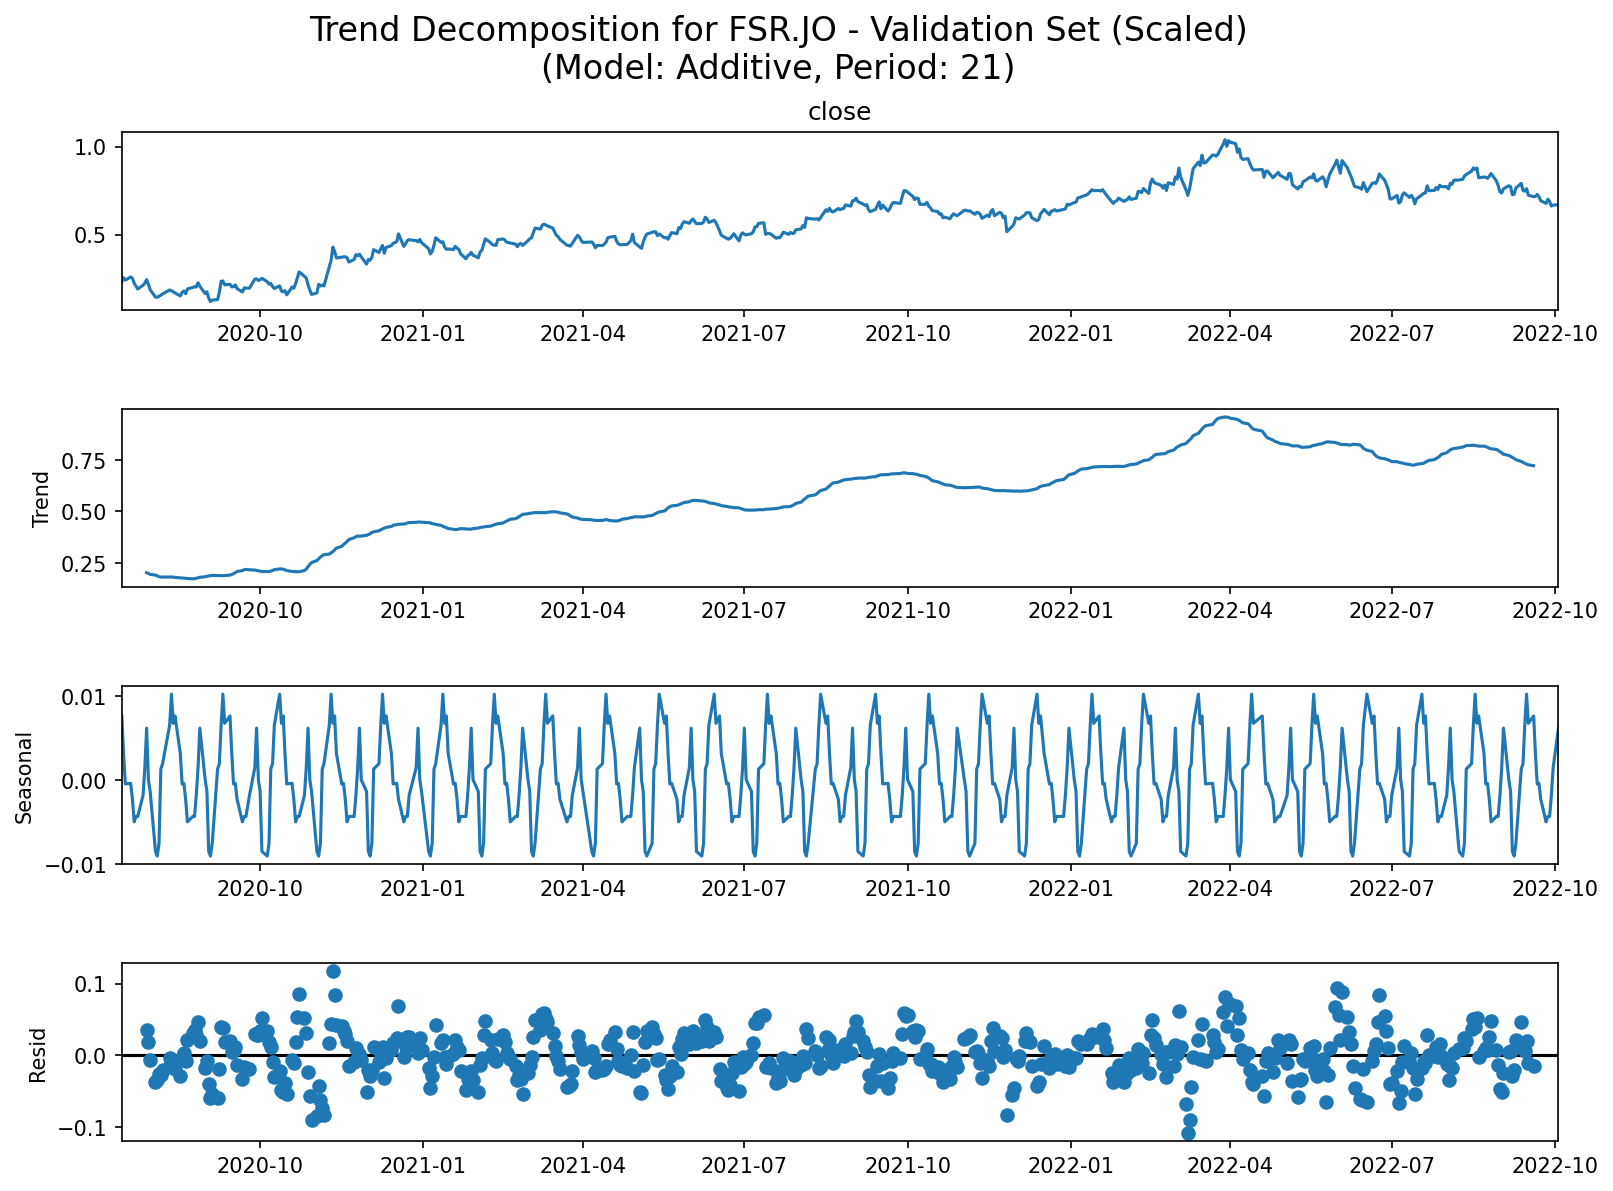 Trend Decomposition for FSR.JO - Validation Set (Scaled)
(Model: Additive, Period: 21)
close
1.0
0.5
2020-10 2021-01 2021-04 2021-07 2021-10 2022-01 2022-04 2022-07 2022-10
Trend
0.75
0.50
0.25
2020-10 2021-01 2021-04 2021-07 2021-10 2022-01 2022-04 2022-07 2022-10
Seasonal
0.01
0.00
−0.01
2020-10 2021-01 2021-04 2021-07 2021-10 2022-01 2022-04 2022-07 2022-10
Resid
0.1
0.0
−0.1
2020-10 2021-01 2021-04 2021-07 2021-10 2022-01 2022-04 2022-07 2022-10